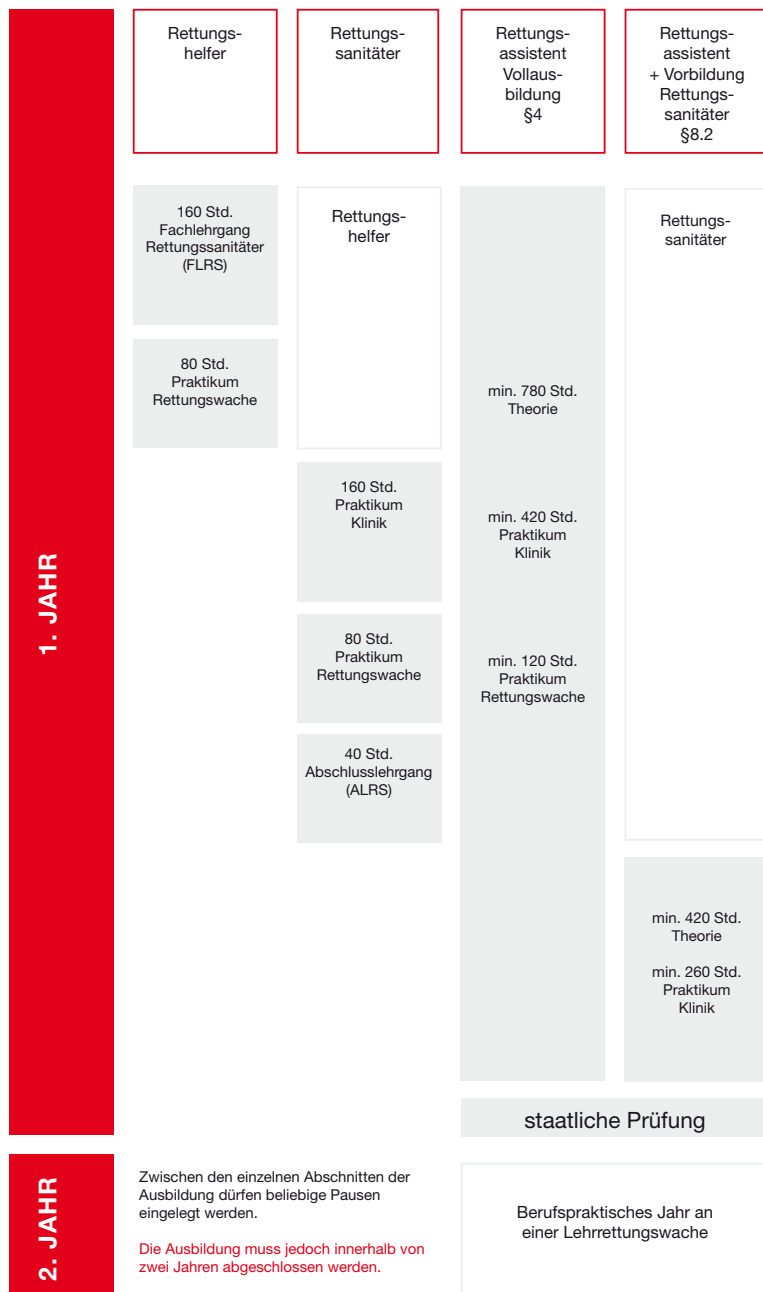 Rettungs-
helfer
Rettungs-
sanitäter
Rettungs-
assistent
Vollaus-
bildung
§4
Rettungs-
assistent
+ Vorbildung
Rettungs-
sanitäter
§8.2
1. JAHR
160 Std.
Fachlehrgang
Rettungssanitäter
(FLRS)
80 Std.
Praktikum
Rettungswache
Rettungs-
helfer
160 Std.
Praktikum
Klinik
80 Std.
Praktikum
Rettungswache
40 Std.
Abschlusslehrgang
(ALRS)
min. 780 Std.
Theorie
min. 420 Std.
Praktikum
Klinik
min. 120 Std.
Praktikum
Rettungswache
Rettungs-
sanitäter
min. 420 Std.
Theorie
min. 260 Std.
Praktikum
Klinik
staatliche Prüfung
2. JAHR
Zwischen den einzelnen Abschnitten der
Ausbildung dürfen beliebige Pausen
eingelegt werden.
Die Ausbildung muss jedoch innerhalb von
zwei Jahren abgeschlossen werden.
Berufspraktisches Jahr an
einer Lehrrettungswache